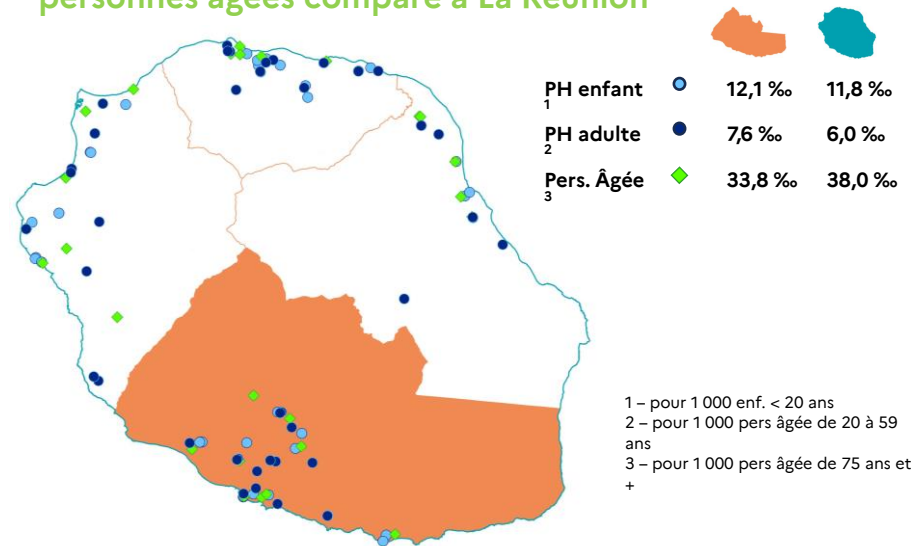 personnes âgées comparé à La Réunion
PH enfant 12,1 ‰ 11,8 ‰
1
PH adulte 7,6 ‰ 6,0 ‰
2
Pers. Âgée 33,8 ‰ 38,0 ‰
3
1 – pour 1 000 enf. < 20 ans
2 – pour 1 000 pers âgée de 20 à 59
ans
3 – pour 1 000 pers âgée de 75 ans et
+